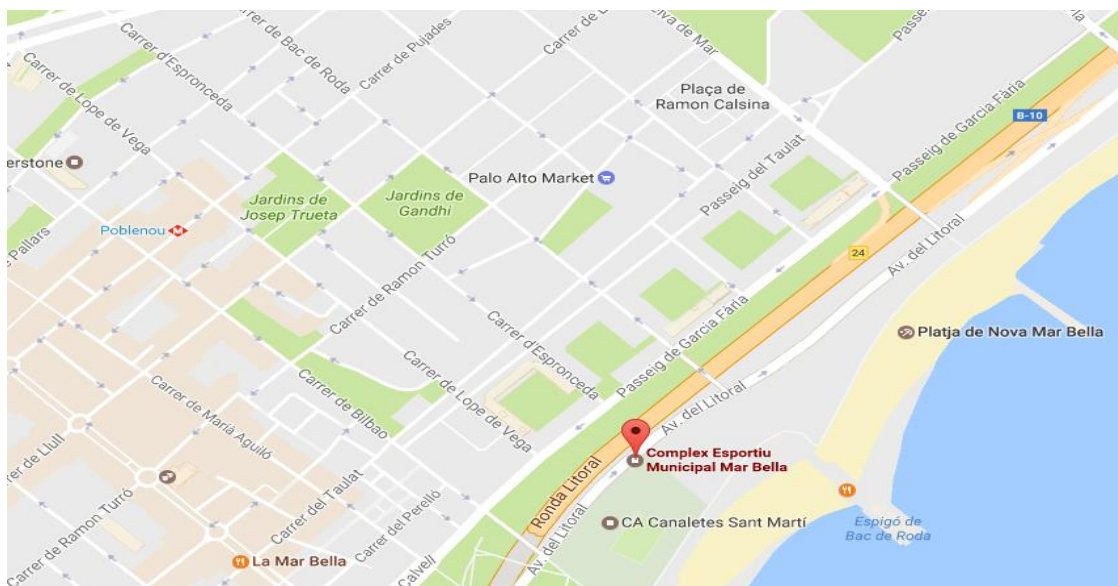 Carrer de Bac de Roda
Carrer de Pujades
Carrer d'Espronceda
Carrer de Lope de Vega
Selva de Mar
Plaça de
Ramon Calsina
Passeig de Garcia Fària
B-10
erstone
Palo Alto Market
Passeig del Taulat
Jardins de
Josep Trueta
Jardins de
Gandhi
Poblenou
e Pallars
Carrer de Ramon Turró
24
Av. del Litoral
Platja de Nova Mar Bella
Carrer d'Espronceda
Passeig de Garcia Fària
Carrer de Lope de Vega
Carrer de Bilbao
Carrer de Marià Aguiló
Av. del Litoral
Complex Esportiu
Municipal Mar Bella
Ronda Litoral
er de Llull
Carrer del Taulat
Carrer de Ramon Turró
Carrer del Perelló
Calvell
Av. del Litoral
CA Canaletes Sant Martí
Espigó de
Bac de Roda
La Mar Bella